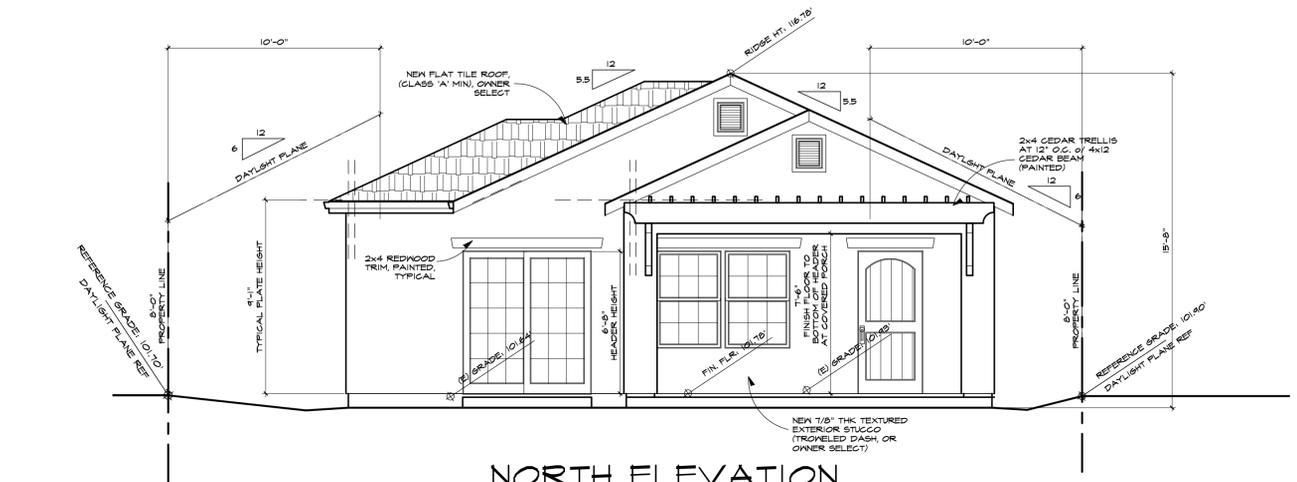 10'-0"
12
5.5
RIDGE HT: 116.78'
10'-0"
NEW FLAT TILE ROOF,
(CLASS 'A' MIN), OWNER
SELECT
12
5.5
12
6
DAYLIGHT PLANE
DAYLIGHT PLANE
2x4 CEDAR TRELLIS
AT 12" O.C. o/ 4x12
CEDAR BEAM
(PAINTED)
12
6
REFERENCE GRADE: 101.70'
DAYLIGHT PLANE REF
8'-0"
PROPERTY LINE
9'-1"
TYPICAL PLATE HEIGHT
2x4 REDWOOD
TRIM, PAINTED,
TYPICAL
(E) GRADE: 101.64'
6'-8"
HEADER HEIGHT
FIN. FLR. 101.78'
7'-6"
FINISH FLOOR TO
BOTTOM OF HEADER
AT COVERED PORCH
(E) GRADE: 101.93'
8'-0"
PROPERTY LINE
15'-8"
REFERENCE GRADE: 101.90'
DAYLIGHT PLANE REF
NEW 7/8" THK TEXTURED
EXTERIOR STUCCO
(TROWELED DASH, OR
OWNER SELECT)
NORTH ELEVATION